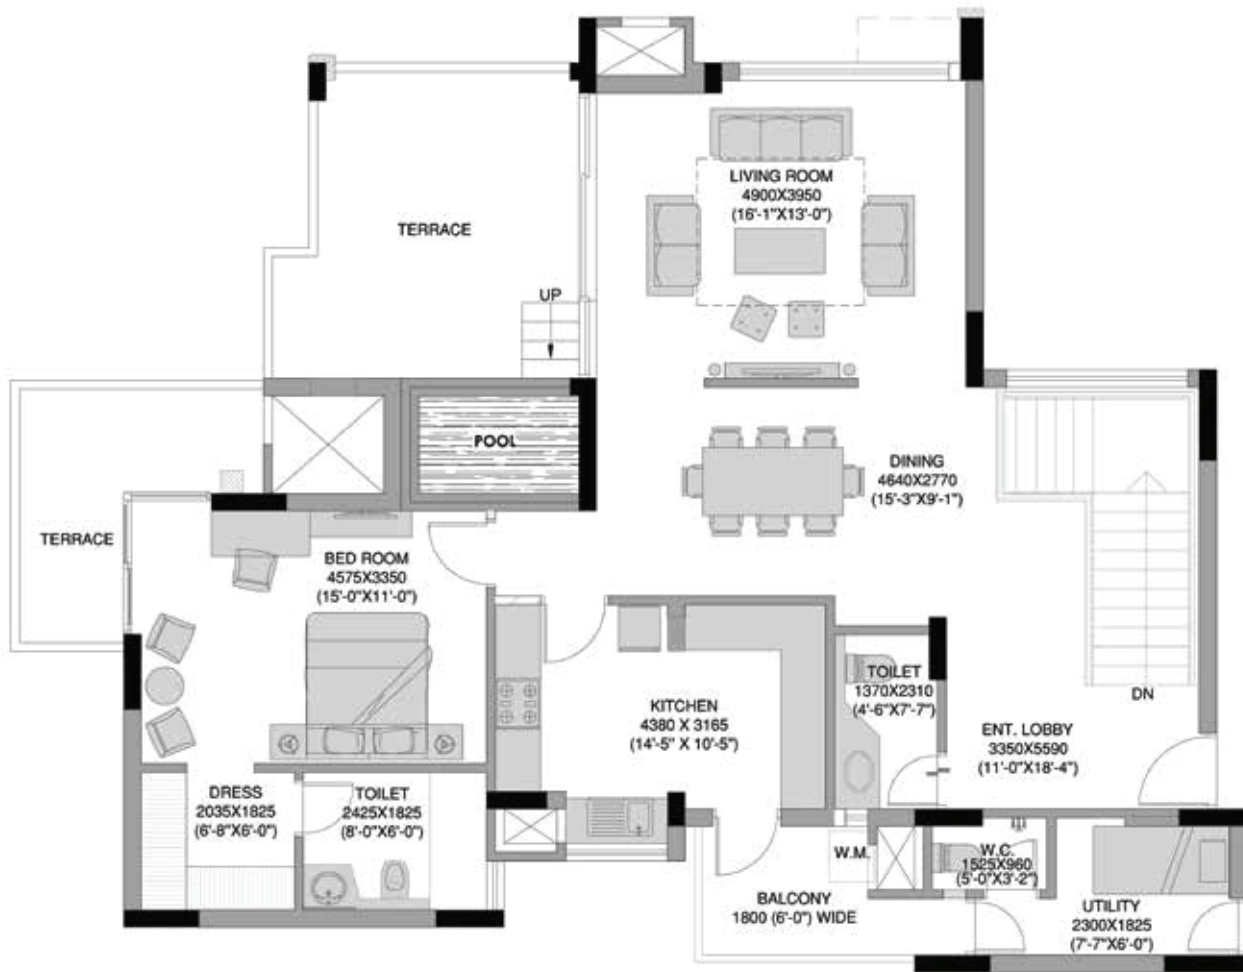 LIVING ROOM
4900X3950
(16'-1"X13'-0")
TERRACE
UP
POOL
DINING
4640X2770
(15'-3"X9'-1")
TERRACE
BED ROOM
4575X3350
(15'-0"X11'-0")
TOILET
1370X2310
(4'-6"X7'-7")
DN
KITCHEN
4380 X 3165
(14'-5" X 10'-5")
ENT. LOBBY
3350X5590
(11'-0"X18'-4")
DRESS
2035X1825
(6'-8"X6'-0")
TOILET
2425X1825
(8'-0"X6'-0")
W.M.
W.C.
1525X960
(5'-0"X3'-2")
BALCONY
1800 (6'-0") WIDE
UTILITY
2300X1825
(7'-7"X6'-0")